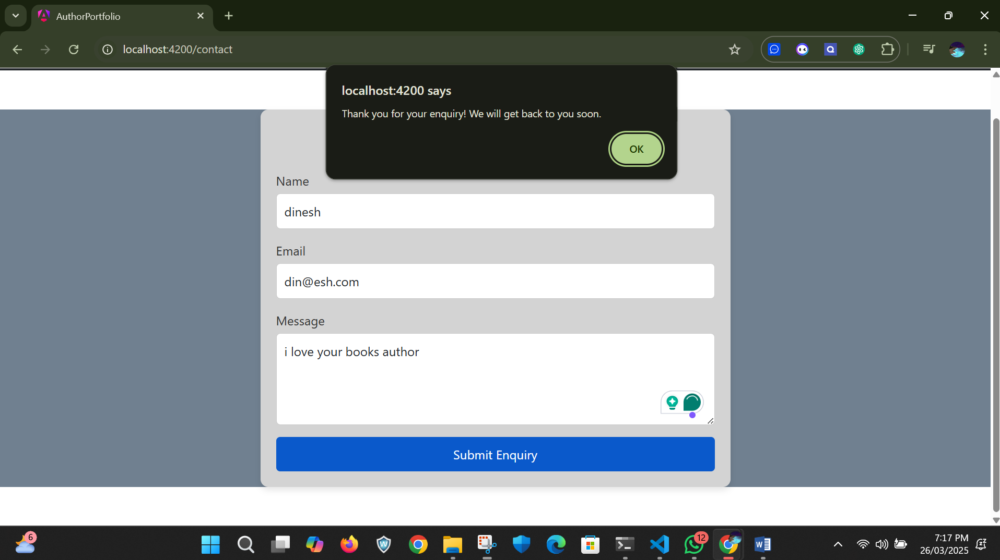 AuthorPortfolio
localhost:4200/contact
localhost:4200 says
Thank you for your enquiry! We will get back to you soon.
OK
Name
dinesh
Email
din@esh.com
Message
i love your books author
Submit Enquiry
6
12
7:17 PM
26/03/2025